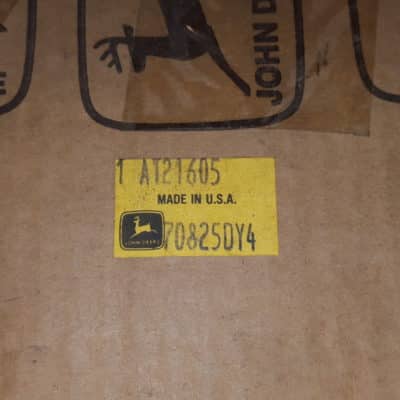 JOHN D
1 AT21605
MADE IN U.S.A.
JOHN DEERE
70825DY4